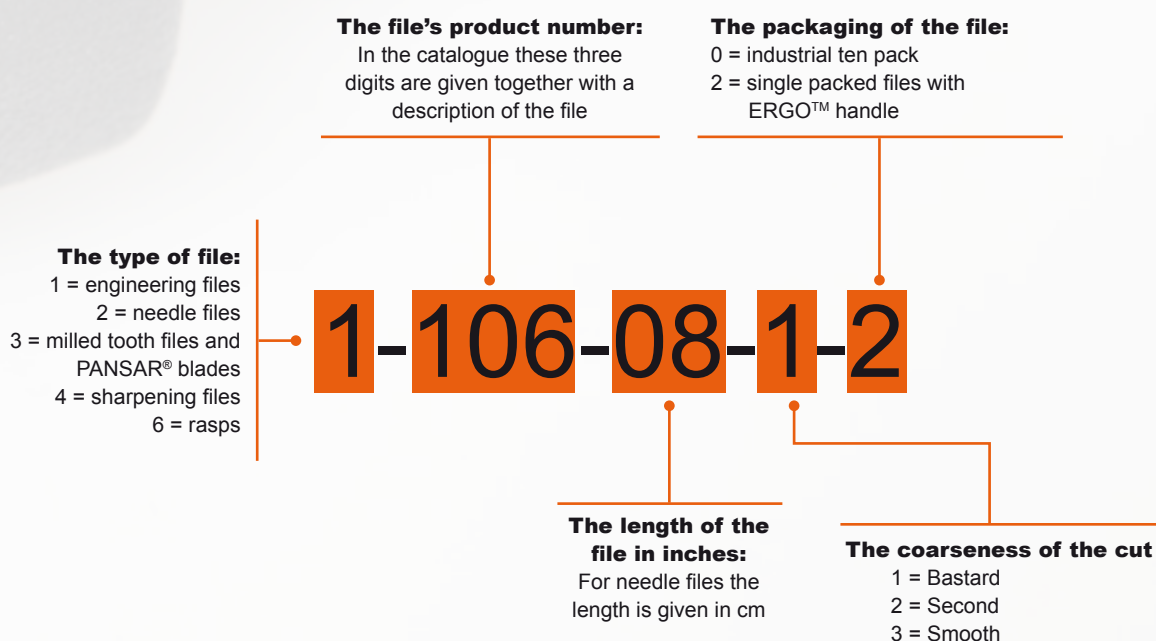 The file's product number:
In the catalogue these three
digits are given together with a
description of the file
The packaging of the file:
0 = industrial ten pack
2 = single packed files with
ERGO™ handle
The type of file:
1 = engineering files
2 = needle files
3 = milled tooth files and
PANSAR® blades
4 = sharpening files
6 = rasps
1-106-08-1-2
The length of the
file in inches:
For needle files the
length is given in cm
The coarseness of the cut
1 = Bastard
2 = Second
3 = Smooth